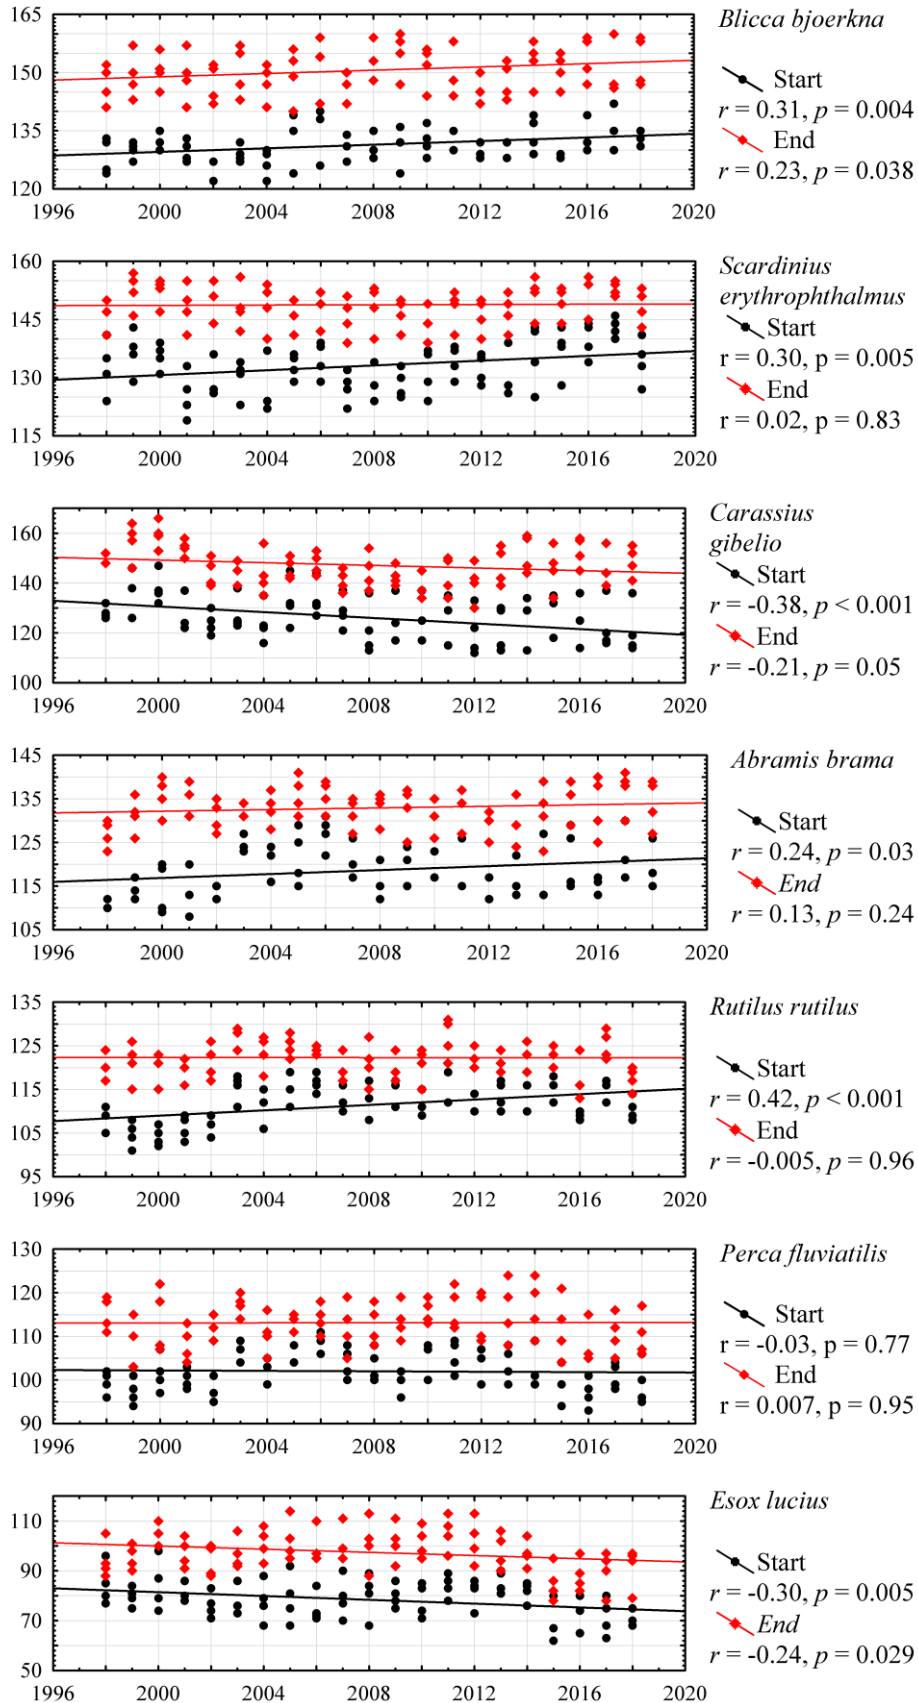 165
150
135
120
1996 2000 2004 2008 2012 2016 2020
Blicca bjoerkna
Start
r = 0.31, p = 0.004
End
r = 0.23, p = 0.038
160
145
130
115
1996 2000 2004 2008 2012 2016 2020
Scardinius
erythrophthalmus
Start
r = 0.30, p = 0.005
End
r = 0.02, p = 0.83
160
140
120
100
1996 2000 2004 2008 2012 2016 2020
Carassius
gibelio
Start
r = -0.38, p < 0.001
End
r = -0.21, p = 0.05
145
135
125
115
105
1996 2000 2004 2008 2012 2016 2020
Abramis brama
Start
r = 0.24, p = 0.03
End
r = 0.13, p = 0.24
135
125
115
105
95
1996 2000 2004 2008 2012 2016 2020
Rutilus rutilus
Start
r = 0.42, p < 0.001
End
r = -0.005, p = 0.96
130
120
110
100
90
1996 2000 2004 2008 2012 2016 2020
Perca fluviatilis
Start
r = -0.03, p = 0.77
End
r = 0.007, p = 0.95
110
90
70
50
1996 2000 2004 2008 2012 2016 2020
Esox lucius
Start
r = -0.30, p = 0.005
End
r = -0.24, p = 0.029